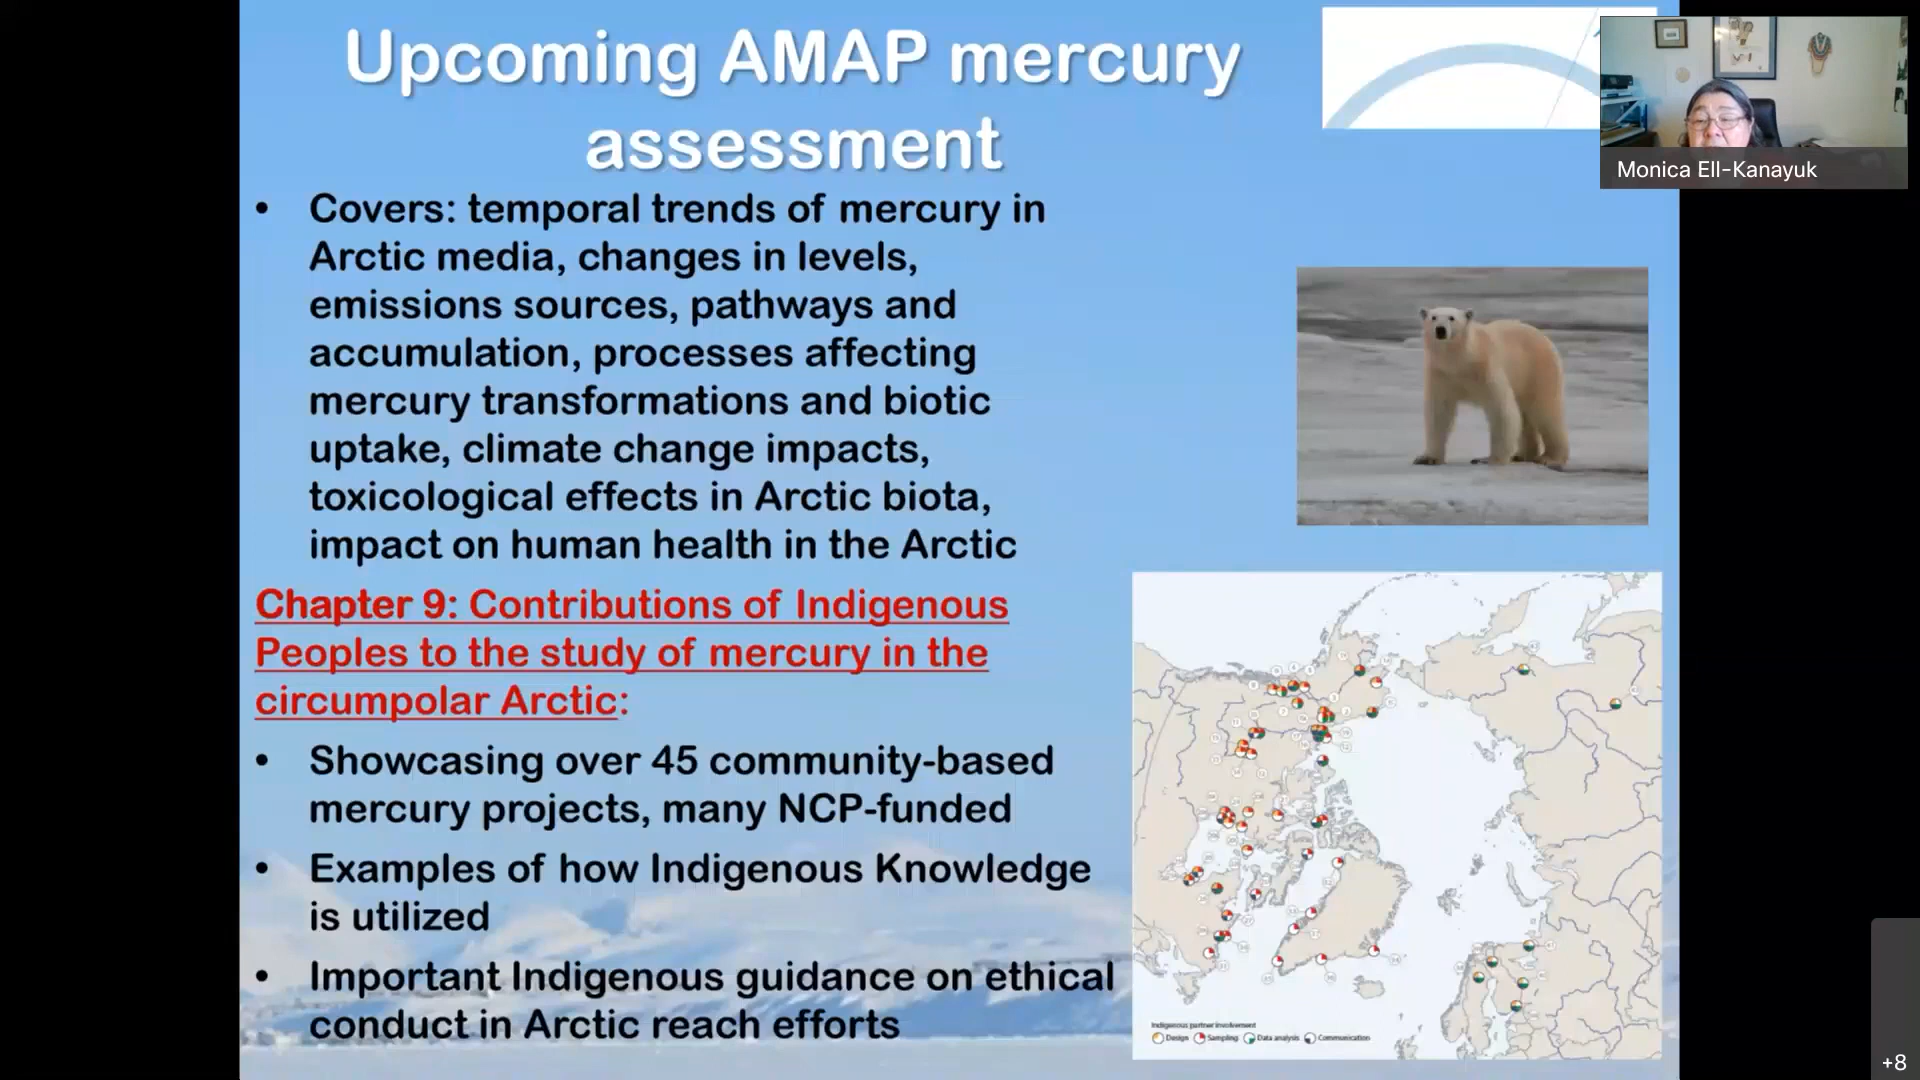 Upcoming AMAP mercury
assessment
Monica Ell-Kanayuk
• Covers: temporal trends of mercury in
Arctic media, changes in levels,
emissions sources, pathways and
accumulation, processes affecting
mercury transformations and biotic
uptake, climate change impacts,
toxicological effects in Arctic biota,
impact on human health in the Arctic
Chapter 9: Contributions of Indigenous
Peoples to the study of mercury in the
circumpolar Arctic:
• Showcasing over 45 community-based
mercury projects, many NCP-funded
• Examples of how Indigenous Knowledge
is utilized
• Important Indigenous guidance on ethical
conduct in Arctic reach efforts
Indigenous partner involvement
Design Sampling Data analysis Communication
+8